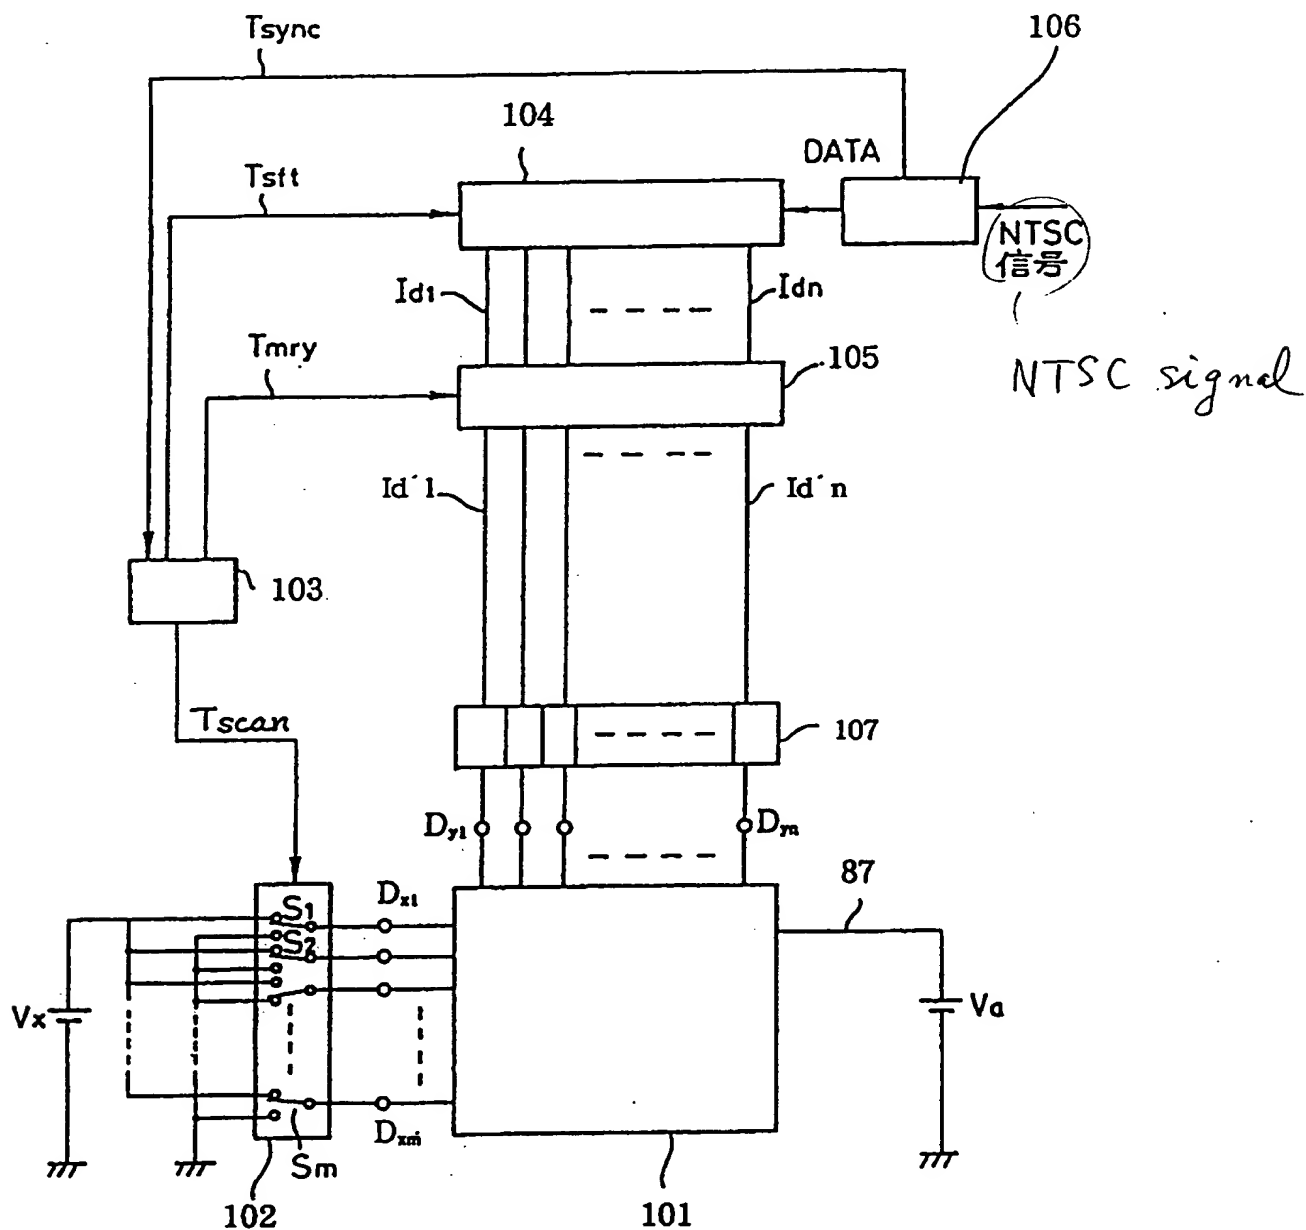 Tsync
106
104
DATA
Tsft
NTSC
信号
Id1
Idn
Tmry
105
NTSC signal
Id'1
Id'n
103
Tscan
107
Dy1
Dyn
87
Dx1
S1
S2
Vx
Va
Dxm
Sm
102
101